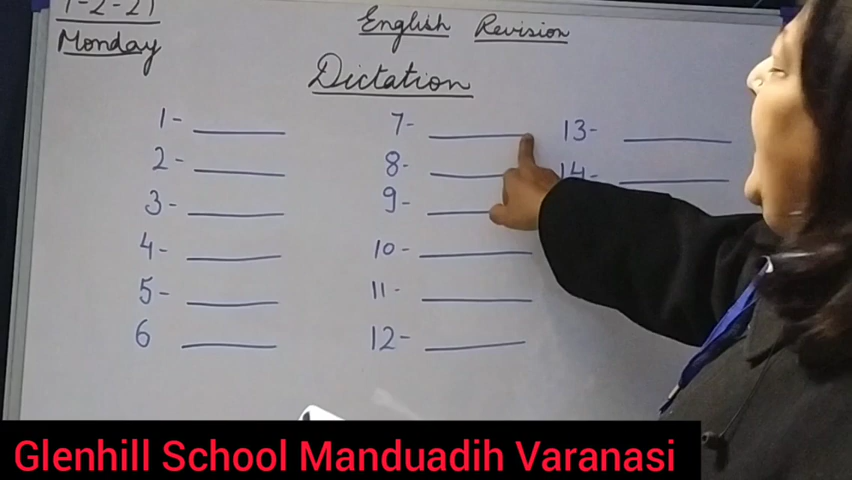 1-2-21 English Revision
Monday
Dictation
1- 7- 13-
2- 8- 14-
3- 9-
4- 10-
5- 11-
6 12-
Glenhill School Manduadih Varanasi